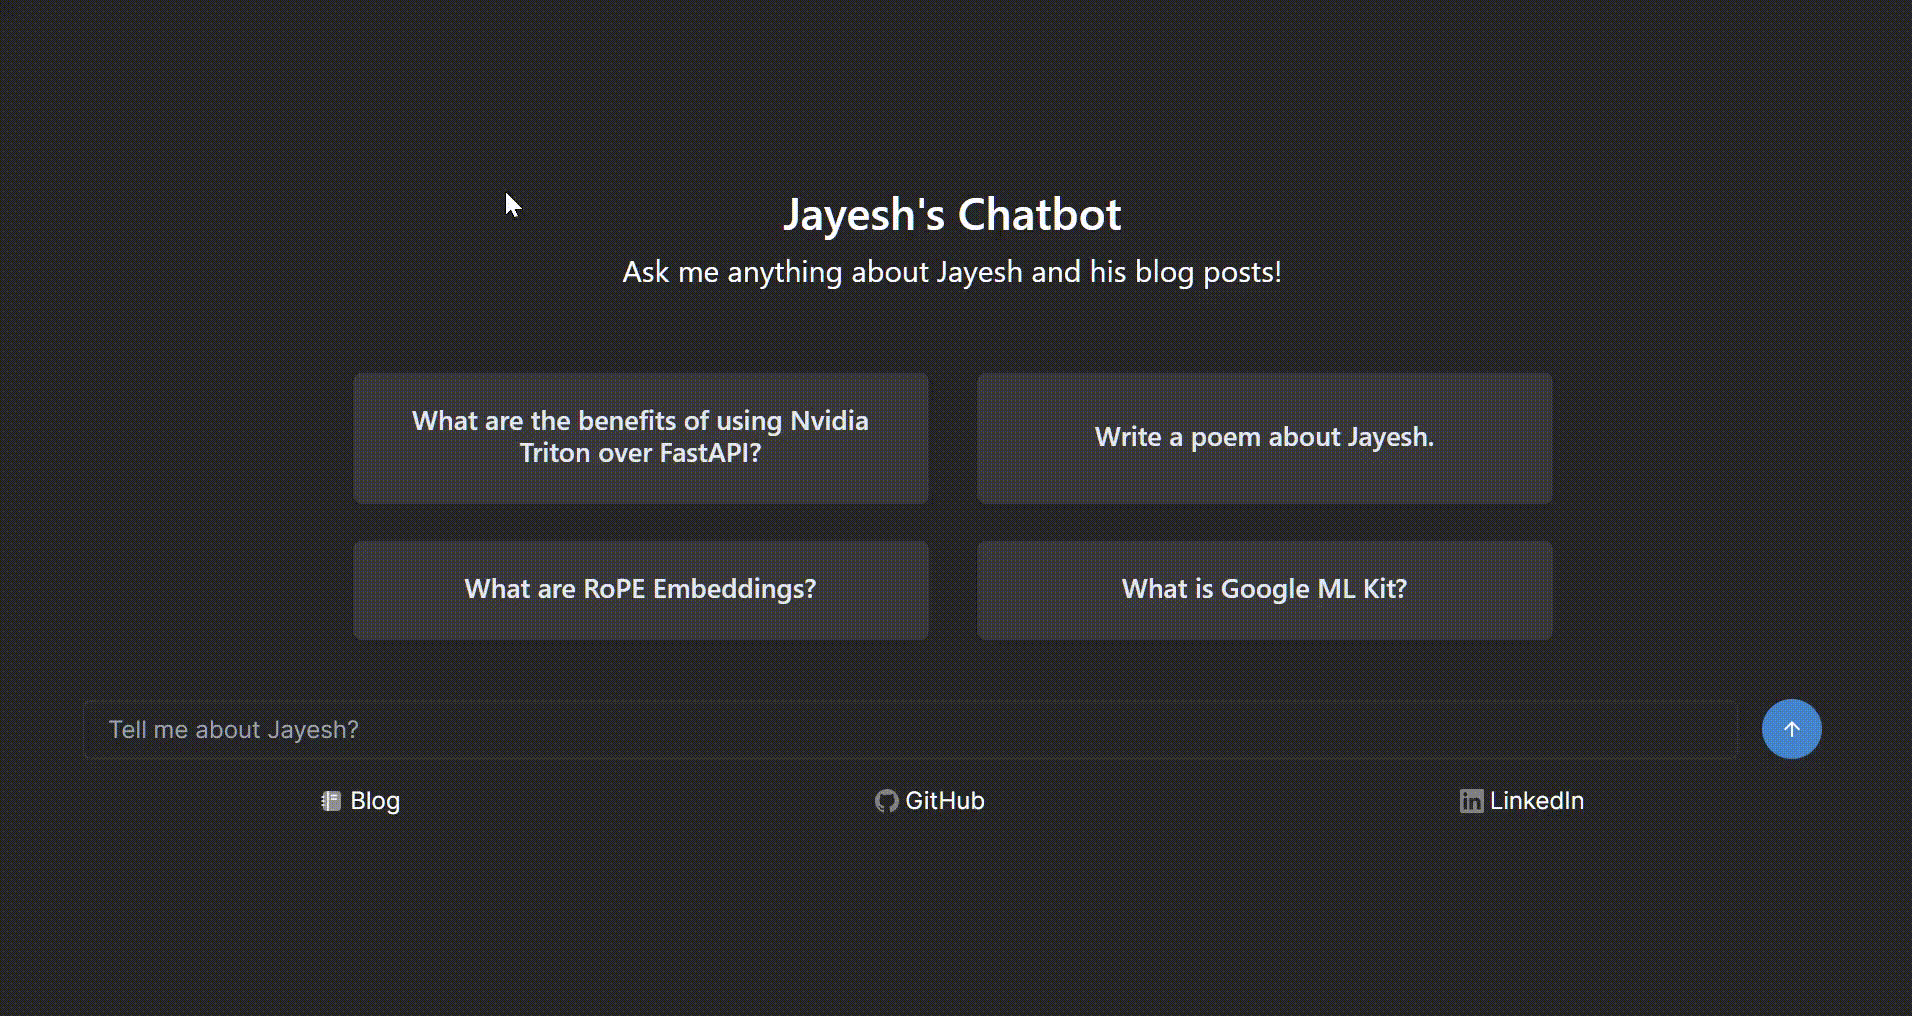 Jayesh's Chatbot
Ask me anything about Jayesh and his blog posts!
What are the benefits of using Nvidia
Triton over FastAPI?
Write a poem about Jayesh.
What are RoPE Embeddings?
What is Google ML Kit?
Tell me about Jayesh?
Blog
GitHub
LinkedIn